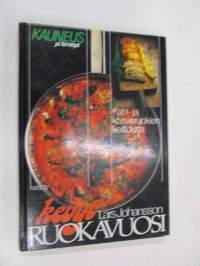 KAUNEUS
ja terveys
Kala- ja
kasvisruokien
keittokirja
kevyt
Lars Johansson
RUOKAVUOSI